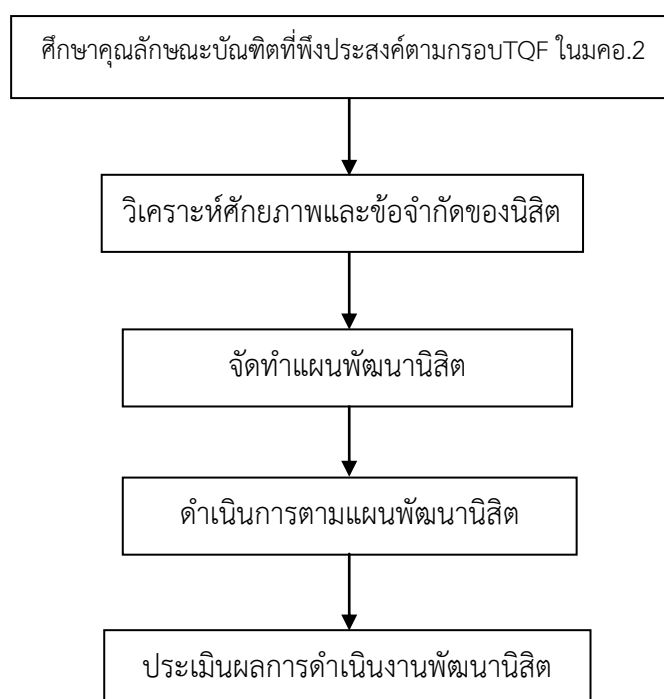 ศึกษาคุณลักษณะบัณฑิตที่พึงประสงค์ตามกรอบTQF ในมคอ.2
วิเคราะห์ศักยภาพและข้อจำกัดของนิสิต
จัดทำแผนพัฒนานิสิต
ดำเนินการตามแผนพัฒนานิสิต
ประเมินผลการดำเนินงานพัฒนานิสิต